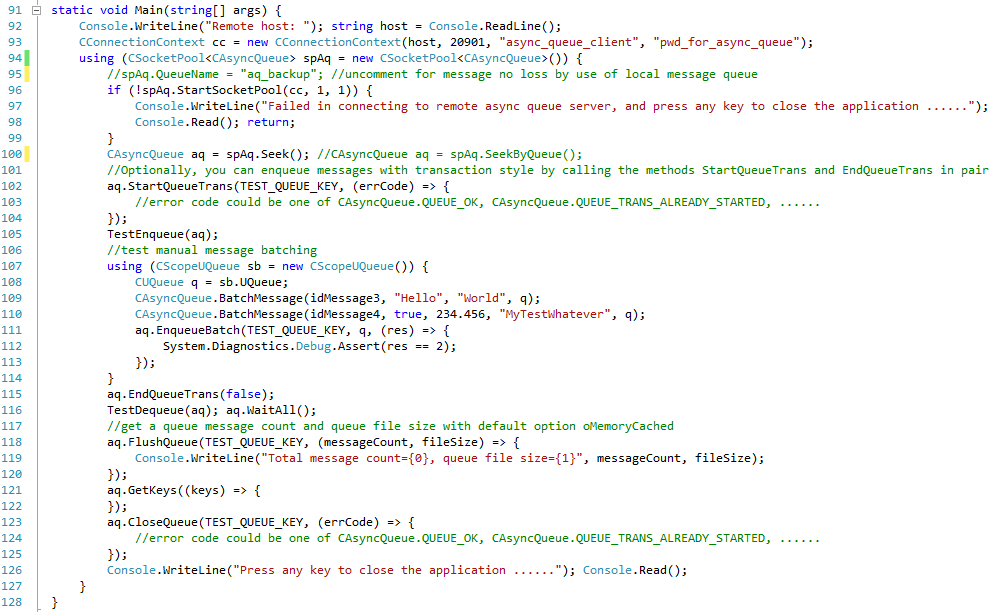 91 static void Main(string[] args) {
92 Console.WriteLine("Remote host: "); string host = Console.ReadLine();
93 CConnectionContext cc = new CConnectionContext(host, 20901, "async_queue_client", "pwd_for_async_queue");
94 using (CSocketPool<CAsyncQueue> spAq = new CSocketPool<CAsyncQueue>()) {
95 //spAq.QueueName = "aq_backup"; //uncomment for message no loss by use of local message queue
96 if (!spAq.StartSocketPool(cc, 1, 1)) {
97 Console.WriteLine("Failed in connecting to remote async queue server, and press any key to close the application ......");
98 Console.Read(); return;
99 }
100 CAsyncQueue aq = spAq.Seek(); //CAsyncQueue aq = spAq.SeekByQueue();
101 //Optionally, you can enqueue messages with transaction style by calling the methods StartQueueTrans and EndQueueTrans in pair
102 aq.StartQueueTrans(TEST_QUEUE_KEY, (errCode) => {
103 //error code could be one of CAsyncQueue.QUEUE_OK, CAsyncQueue.QUEUE_TRANS_ALREADY_STARTED, ......
104 });
105 TestEnqueue(aq);
106 //test manual message batching
107 using (CScopeUQueue sb = new CScopeUQueue()) {
108 CUQueue q = sb.UQueue;
109 CAsyncQueue.BatchMessage(idMessage3, "Hello", "World", q);
110 CAsyncQueue.BatchMessage(idMessage4, true, 234.456, "MyTestWhatever", q);
111 aq.EnqueueBatch(TEST_QUEUE_KEY, q, (res) => {
112 System.Diagnostics.Debug.Assert(res == 2);
113 });
114 }
115 aq.EndQueueTrans(false);
116 TestDequeue(aq); aq.WaitAll();
117 //get a queue message count and queue file size with default option oMemoryCached
118 aq.FlushQueue(TEST_QUEUE_KEY, (messageCount, fileSize) => {
119 Console.WriteLine("Total message count={0}, queue file size={1}", messageCount, fileSize);
120 });
121 aq.GetKeys((keys) => {
122 });
123 aq.CloseQueue(TEST_QUEUE_KEY, (errCode) => {
124 //error code could be one of CAsyncQueue.QUEUE_OK, CAsyncQueue.QUEUE_TRANS_ALREADY_STARTED, ......
125 });
126 Console.WriteLine("Press any key to close the application ......"); Console.Read();
127 }
128 }